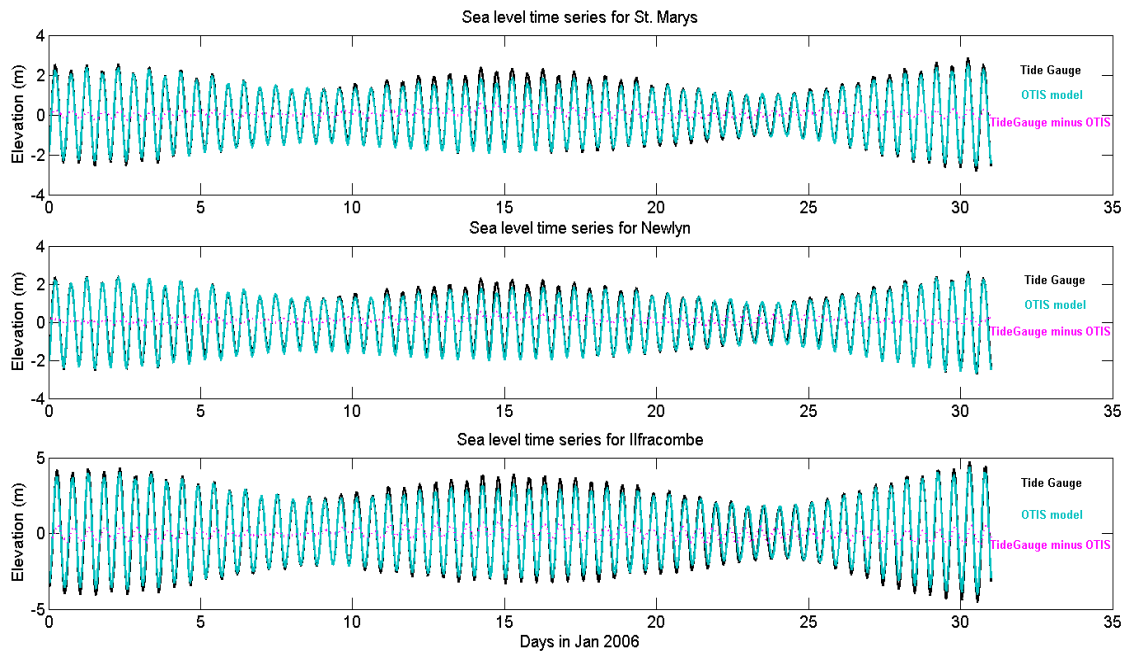 Sea level time series for St. Marys
Elevation (m)
4
2
0
-2
-4
Tide Gauge
OTIS model
TideGauge minus OTIS
0 5 10 15 20 25 30 35
Sea level time series for Newlyn
Elevation (m)
4
2
0
-2
-4
Tide Gauge
OTIS model
TideGauge minus OTIS
0 5 10 15 20 25 30 35
Sea level time series for Ilfracombe
Elevation (m)
5
0
-5
Tide Gauge
OTIS model
TideGauge minus OTIS
0 5 10 15 20 25 30 35
Days in Jan 2006